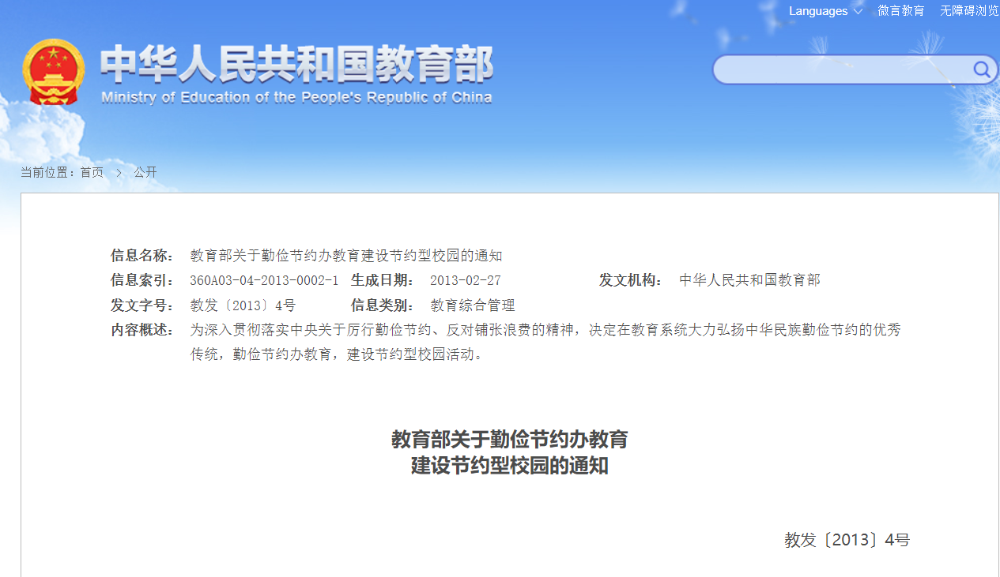 Languages 微言教育 无障碍浏览
中华人民共和国教育部
Ministry of Education of the People's Republic of China
当前位置：首页 > 公开
信息名称： 教育部关于勤俭节约办教育建设节约型校园的通知
信息索引： 360A03-04-2013-0002-1 生成日期： 2013-02-27 发文机构： 中华人民共和国教育部
发文字号： 教发〔2013〕4号 信息类别： 教育综合管理
内容概述： 为深入贯彻落实中央关于厉行勤俭节约、反对铺张浪费的精神，决定在教育系统大力弘扬中华民族勤俭节约的优秀
传统，勤俭节约办教育，建设节约型校园活动。
教育部关于勤俭节约办教育
建设节约型校园的通知
教发〔2013〕4号